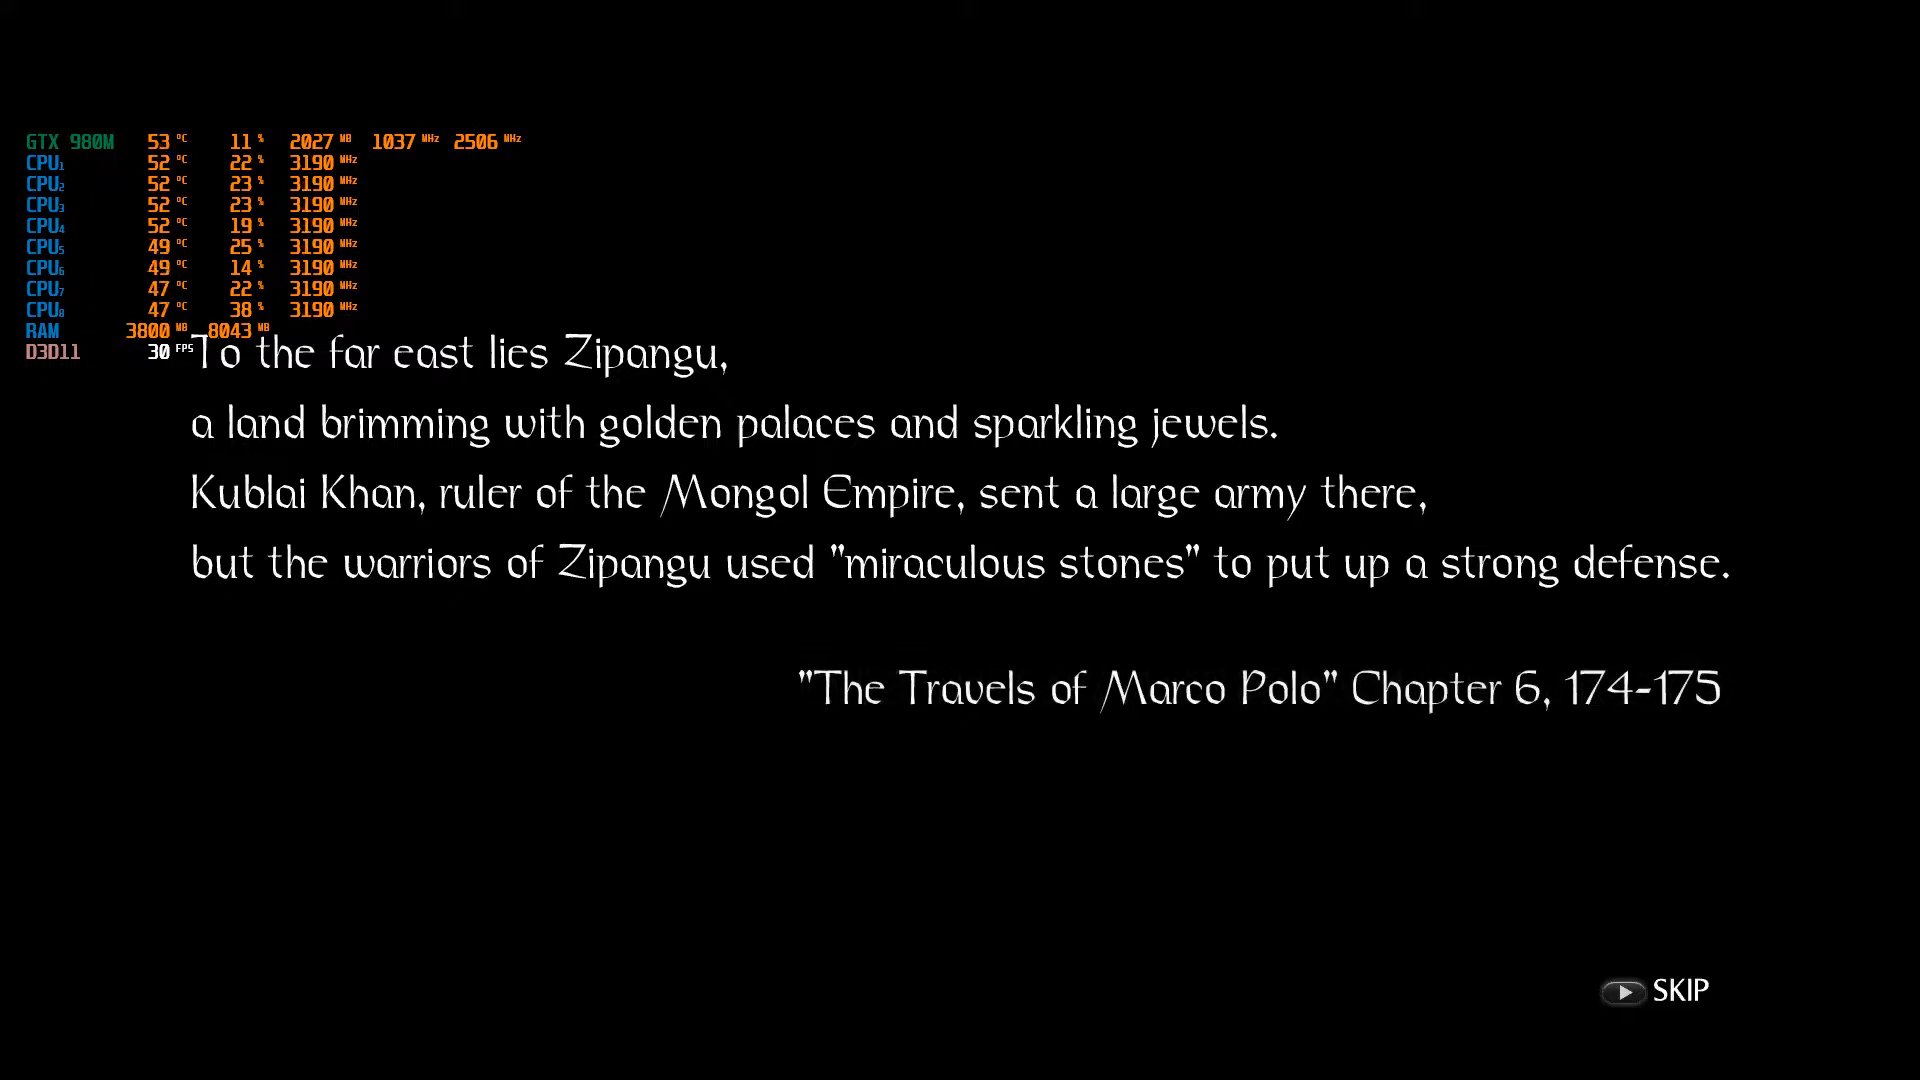 GTX 980M 53 °C 11 % 2027 MB 1037 MHz 2506 MHz
CPU1 52 °C 22 % 3190 MHz
CPU2 52 °C 23 % 3190 MHz
CPU3 52 °C 23 % 3190 MHz
CPU4 52 °C 19 % 3190 MHz
CPU5 49 °C 25 % 3190 MHz
CPU6 49 °C 14 % 3190 MHz
CPU7 47 °C 22 % 3190 MHz
CPU8 47 °C 38 % 3190 MHz
RAM 3800 MB 8043 MB
D3D11 30 FPS
To the far east lies Zipangu,
a land brimming with golden palaces and sparkling jewels.
Kublai Khan, ruler of the Mongol Empire, sent a large army there,
but the warriors of Zipangu used "miraculous stones" to put up a strong defense.
"The Travels of Marco Polo" Chapter 6, 174-175
SKIP